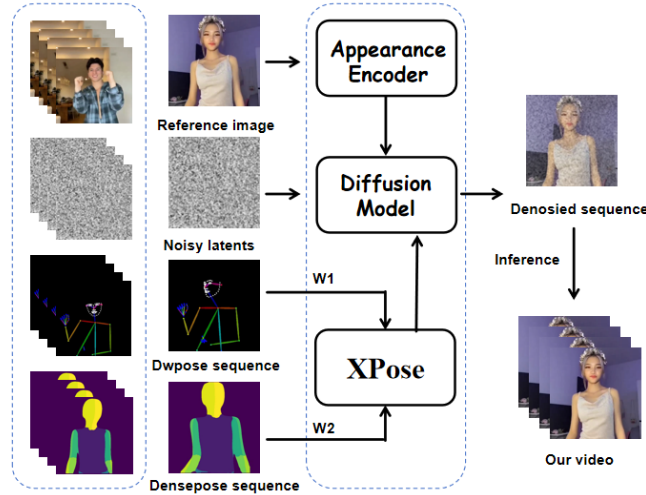 Appearance
Encoder
Reference image
Diffusion
Model
Denosied sequence
Noisy latents
Inference
W1
Dwpose sequence
XPose
W2
Our video
Densepose sequence